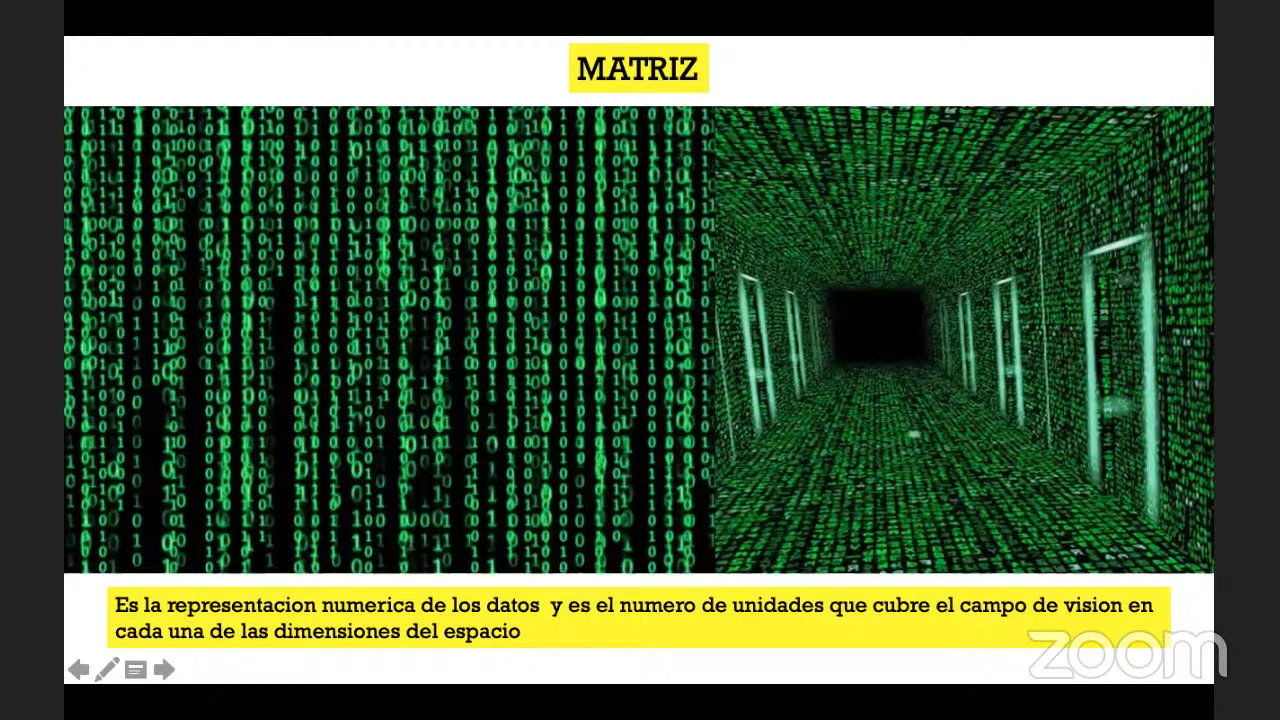 MATRIZ
Es la representacion numerica de los datos y es el numero de unidades que cubre el campo de vision en
cada una de las dimensiones del espacio
zoom